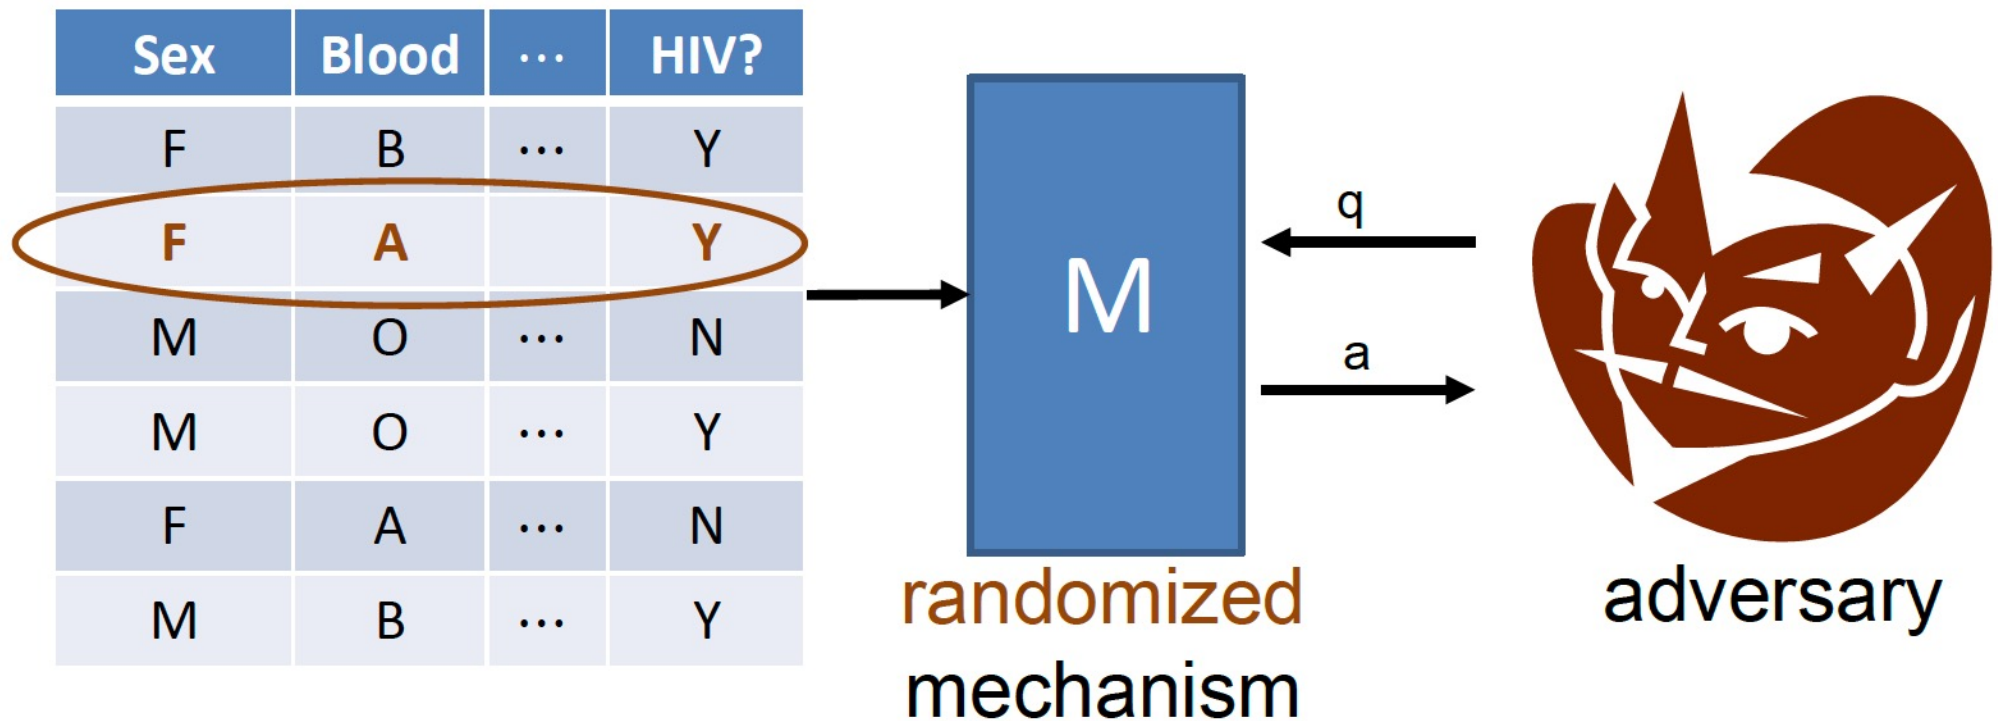 Sex Blood ... HIV?
F B ... Y
F A Y
M O ... N
M O ... Y
F A ... N
M B ... Y
M
q
a
randomized
mechanism
adversary